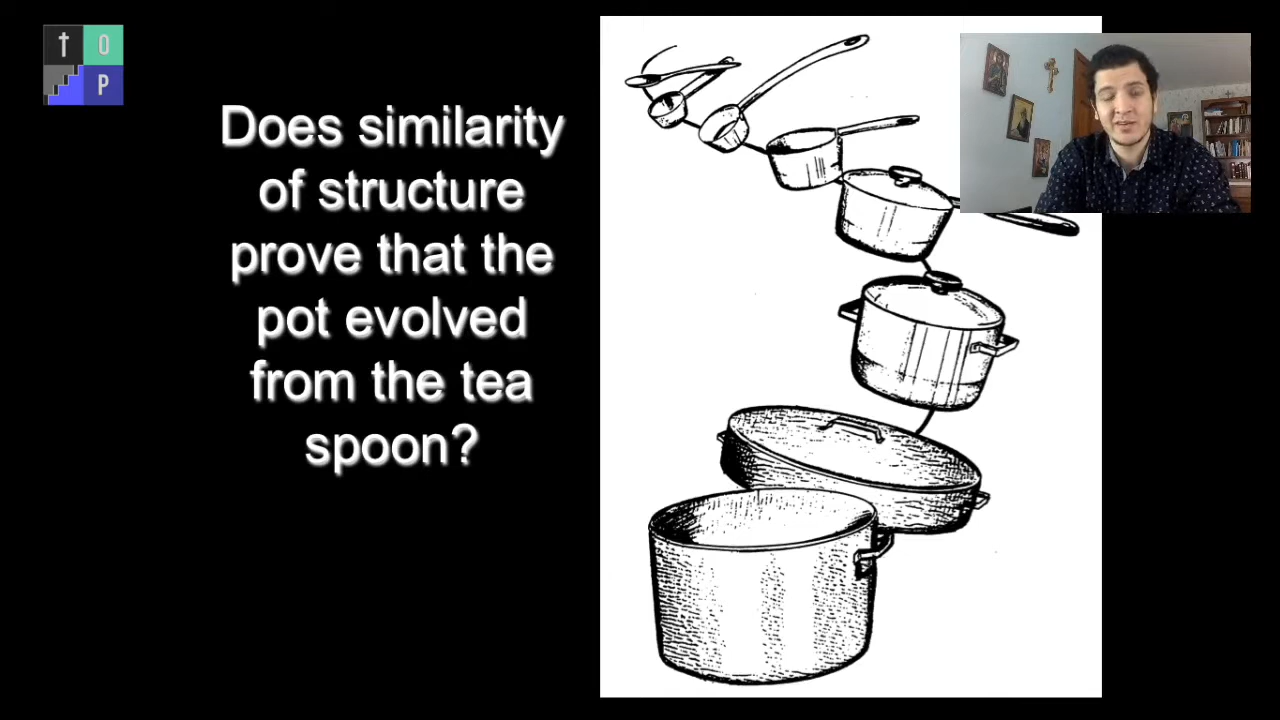 † O
P
Does similarity
of structure
prove that the
pot evolved
from the tea
spoon?